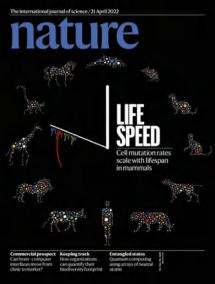 The international journal of science / 21 April 2022
nature
LIFE
SPEED
Cell mutation rates
scale with lifespan
in mammals
Commercial prospect
Can brain–computer
interfaces move from
clinic to market?
Keeping track
How organizations
can quantify their
biodiversity footprint
Entangled states
Quantum computing
using arrays of neutral
atoms